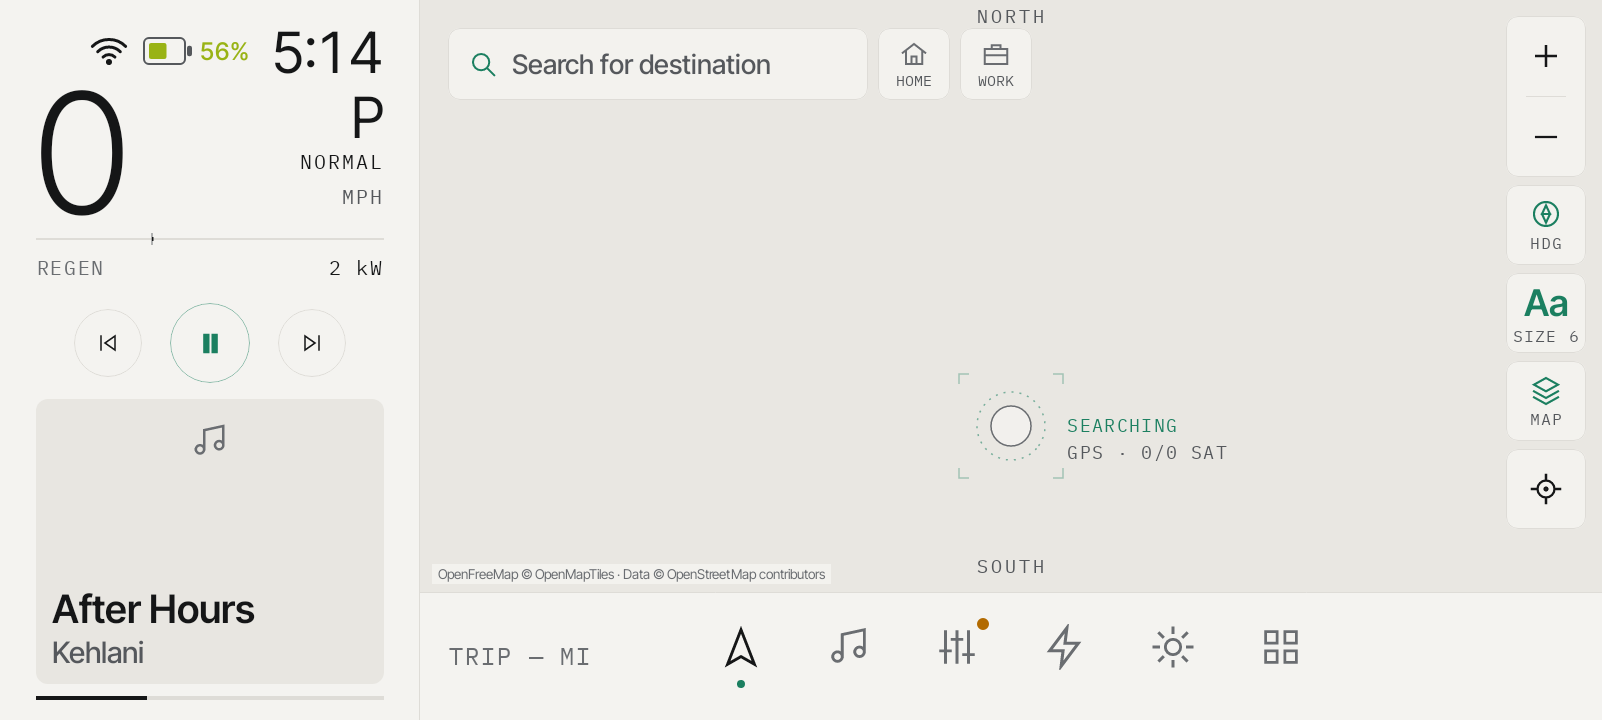 56%
5:14
0
P
NORMAL
MPH
REGEN
2 kW
After Hours
Kehlani
NORTH
Search for destination
HOME
WORK
HDG
Aa
SIZE 6
MAP
SEARCHING
GPS · 0/0 SAT
SOUTH
OpenFreeMap © OpenMapTiles · Data © OpenStreetMap contributors
TRIP — MI